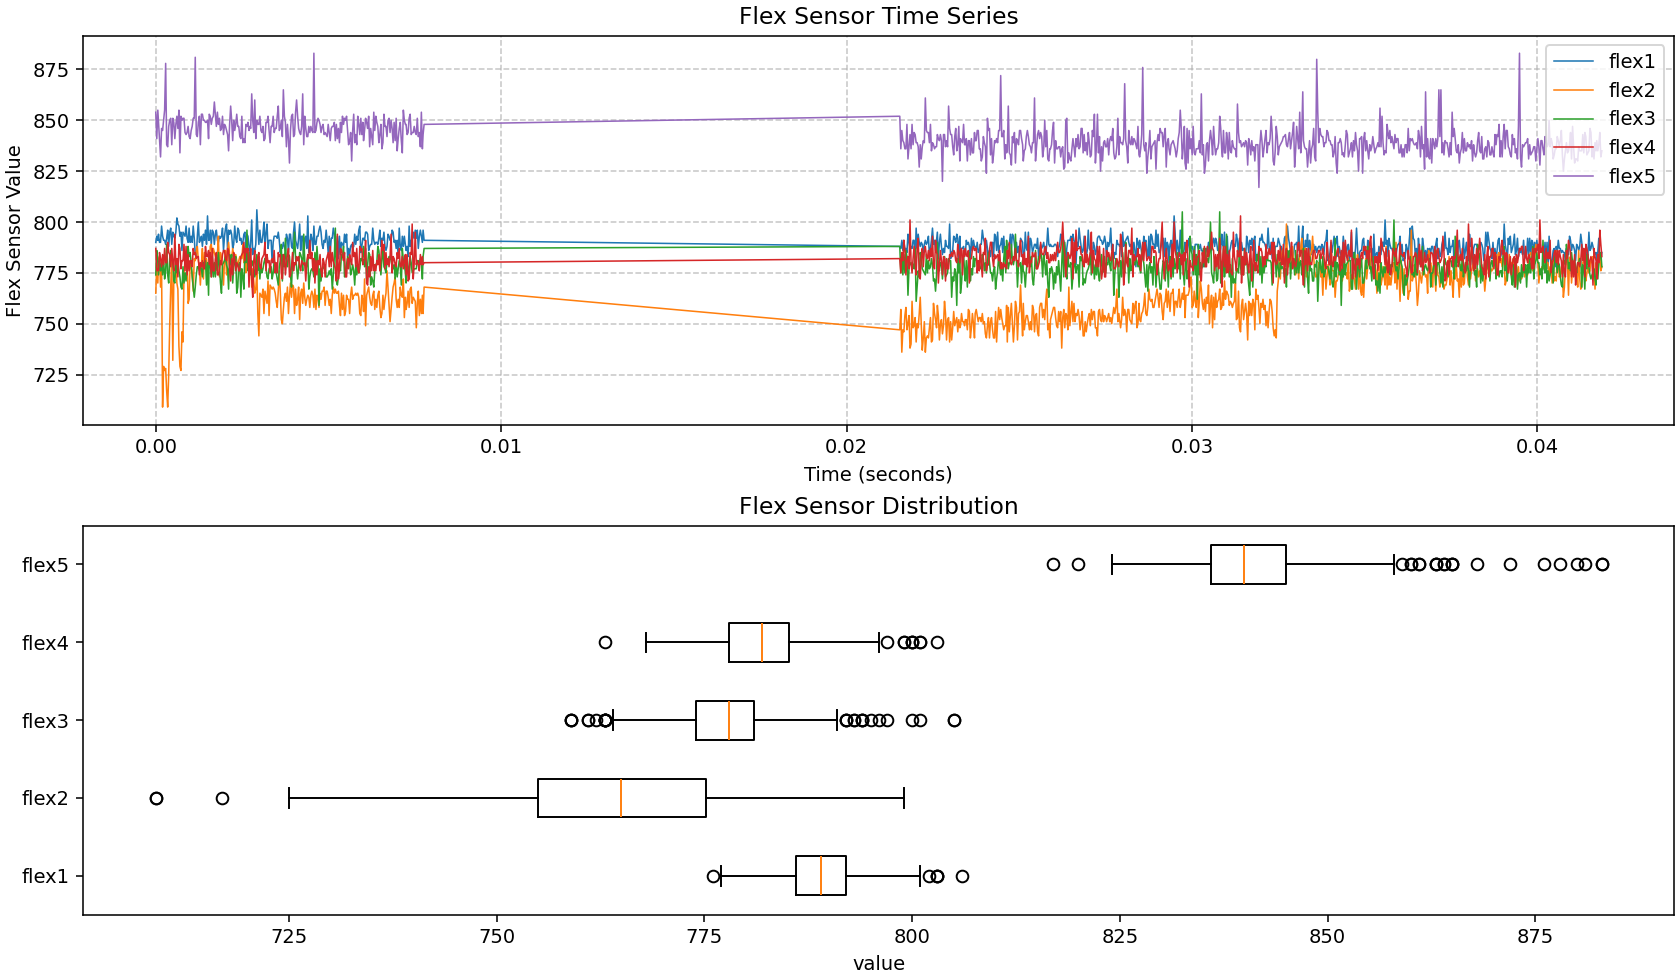 Flex Sensor Time Series
Flex Sensor Value
875
850
825
800
775
750
725
flex1
flex2
flex3
flex4
flex5
0.00 0.01 0.02 0.03 0.04
Time (seconds)
Flex Sensor Distribution
flex5
flex4
flex3
flex2
flex1
725 750 775 800 825 850 875
value